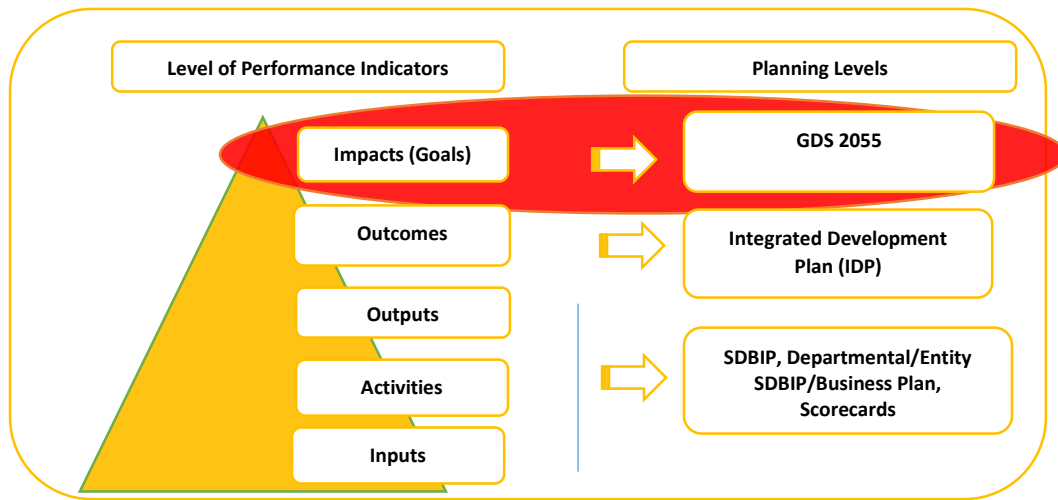 Level of Performance Indicators
Planning Levels
Impacts (Goals)
GDS 2055
Outcomes
Integrated Development
Plan (IDP)
Outputs
Activities
SDBIP, Departmental/Entity
SDBIP/Business Plan,
Scorecards
Inputs